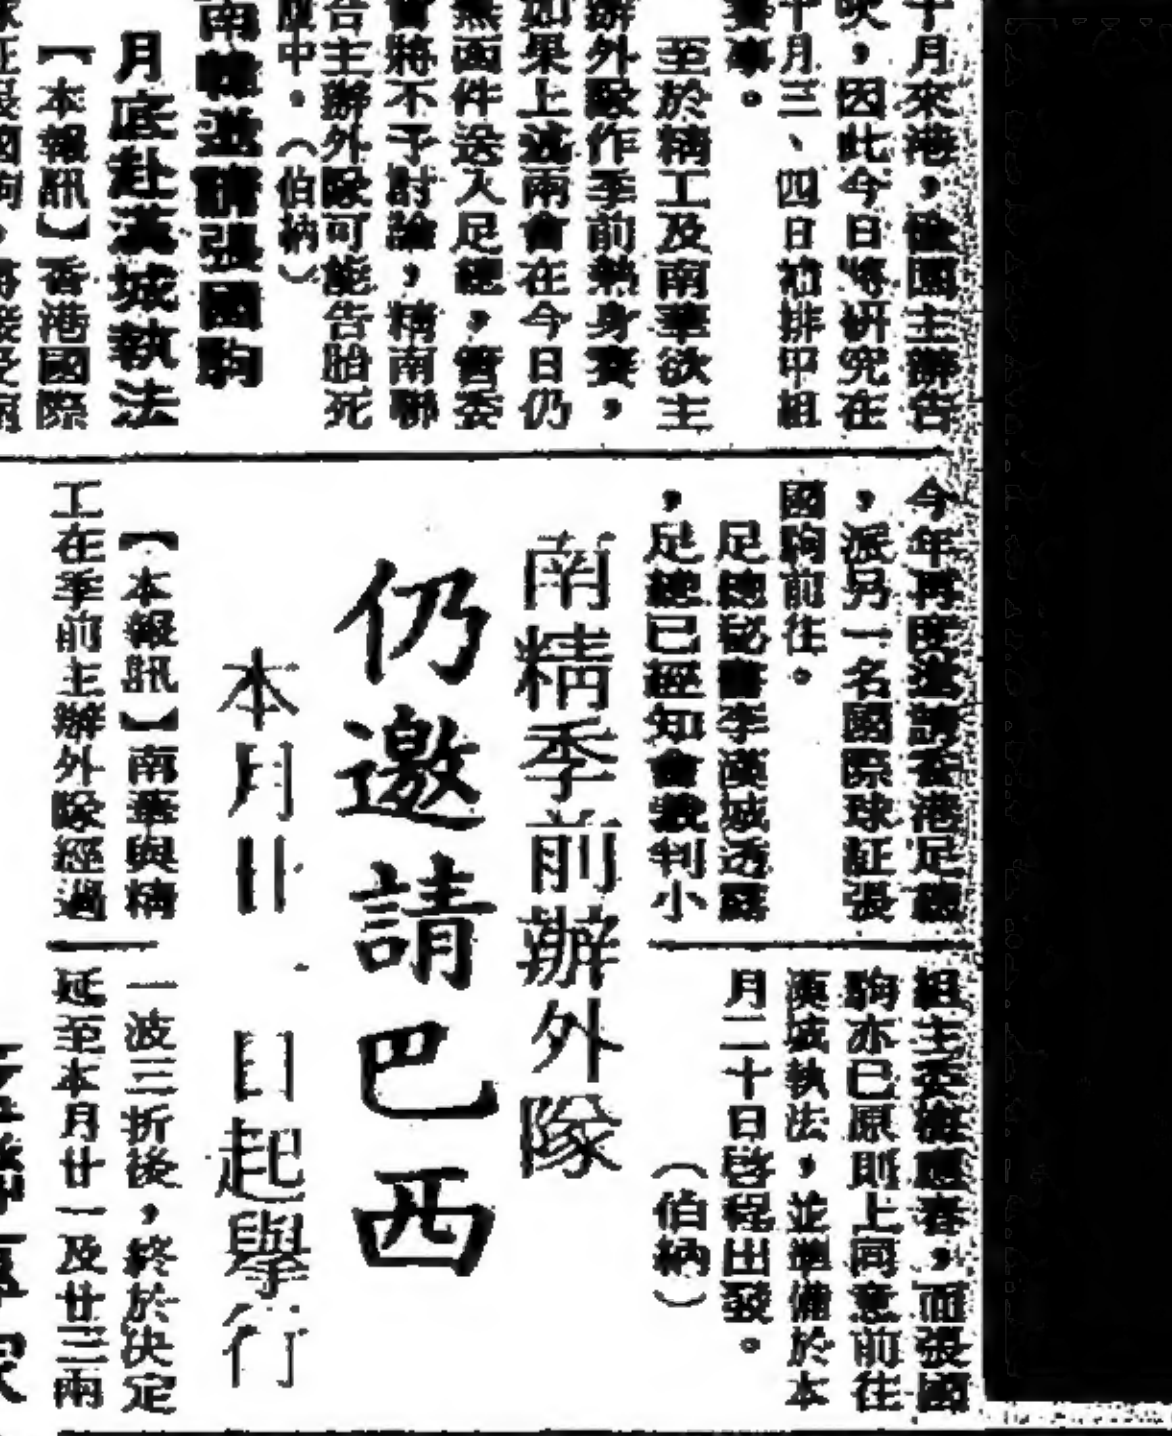 十月來港，
因此今日將研究在
十月三、四日初排甲組
賽事。
至於精工及南華欲主
辦外隊作季前熱身賽，
如果上述兩會在今日仍
無函件送入足總，管委
會將不予討論，精南聯
告主辦外隊可能告胎死
腹中。（伯納）
南韓邀請張國駒
月底赴漢城執法
【本報訊】香港國際
今年再度邀請香港足總
，派另一名國際球証張
國駒前往。
足總秘書李漢城透露
，足總已經知會裁判小
組主委 應春，而張國
駒亦已原則上同意前往
漢城執法，並準備於本
月二十日啓程出發。
（伯納）
南精季前辦外隊
仍邀請巴西
本月廿 日起舉行
【本報訊】南華與精
工在季前主辦外隊經過
一波三折後，終於決定
延至本月廿一及廿三兩